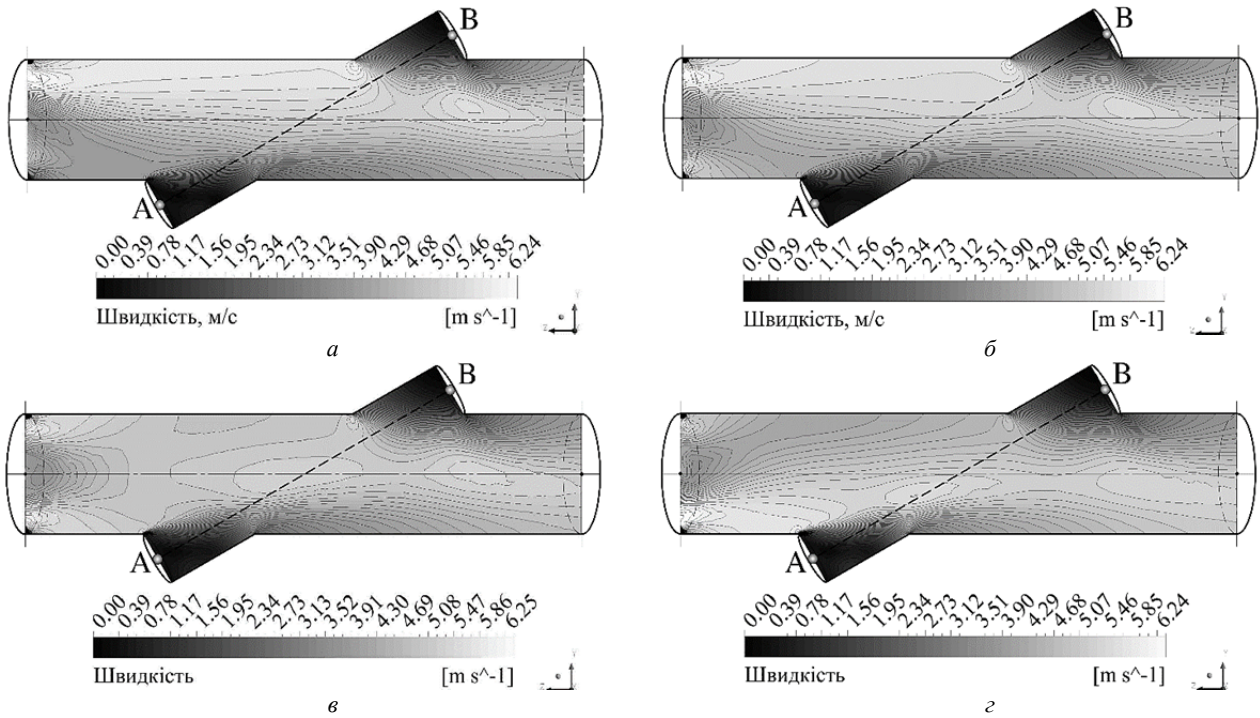 B
A
0.00 0.39 0.78 1.17 1.56 1.95 2.34 2.73 3.12 3.51 3.90 4.29 4.68 5.07 5.46 5.85 6.24
Швидкість, м/с [m s^-1]
а
B
A
0.00 0.39 0.78 1.17 1.56 1.95 2.34 2.73 3.12 3.51 3.90 4.29 4.68 5.07 5.46 5.85 6.24
Швидкість, м/с [m s^-1]
б
B
A
0.00 0.39 0.78 1.17 1.56 1.95 2.34 2.73 3.13 3.52 3.91 4.30 4.69 5.08 5.47 5.86 6.25
Швидкість [m s^-1]
в
B
A
0.00 0.39 0.78 1.17 1.56 1.95 2.34 2.73 3.12 3.51 3.90 4.29 4.68 5.07 5.46 5.85 6.24
Швидкість [m s^-1]
г